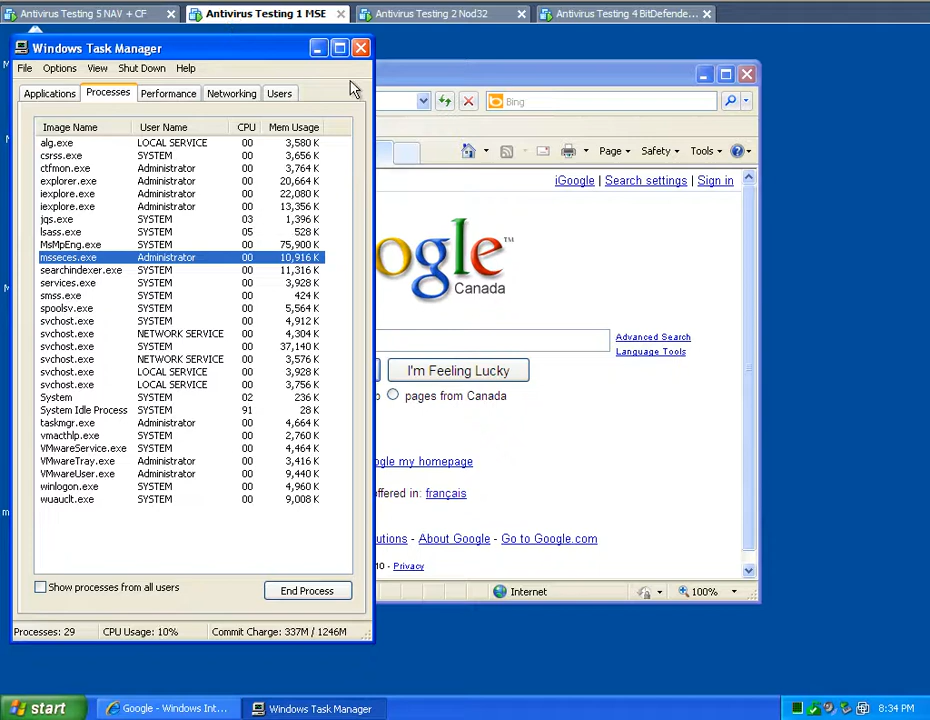 Antivirus Testing 5 NAV + CF
Antivirus Testing 1 MSE
Antivirus Testing 2 Nod32
Antivirus Testing 4 BitDefende...
Windows Task Manager
File Options View Shut Down Help
Applications Processes Performance Networking Users
Image Name User Name CPU Mem Usage
alg.exe LOCAL SERVICE 00 3,580 K
csrss.exe SYSTEM 00 3,656 K
ctfmon.exe Administrator 00 3,764 K
explorer.exe Administrator 00 20,664 K
iexplore.exe Administrator 00 22,080 K
iexplore.exe Administrator 00 13,356 K
jqs.exe SYSTEM 03 1,396 K
lsass.exe SYSTEM 05 528 K
MsMpEng.exe SYSTEM 00 75,900 K
msseces.exe Administrator 00 10,916 K
searchindexer.exe SYSTEM 00 11,316 K
services.exe SYSTEM 00 3,928 K
smss.exe SYSTEM 00 424 K
spoolsv.exe SYSTEM 00 5,564 K
svchost.exe SYSTEM 00 4,912 K
svchost.exe NETWORK SERVICE 00 4,304 K
svchost.exe SYSTEM 00 37,140 K
svchost.exe NETWORK SERVICE 00 3,576 K
svchost.exe LOCAL SERVICE 00 3,928 K
svchost.exe LOCAL SERVICE 00 3,756 K
System SYSTEM 02 236 K
System Idle Process SYSTEM 91 28 K
taskmgr.exe Administrator 00 4,664 K
vmacthlp.exe SYSTEM 00 2,760 K
VMwareService.exe SYSTEM 00 4,464 K
VMwareTray.exe Administrator 00 3,416 K
VMwareUser.exe Administrator 00 9,440 K
winlogon.exe SYSTEM 00 4,960 K
wuauclt.exe SYSTEM 00 9,008 K
Show processes from all users
End Process
Processes: 29 CPU Usage: 10% Commit Charge: 337M / 1246M
Bing
Page Safety Tools
iGoogle | Search settings | Sign in
ogle™
Canada
Advanced Search
Language Tools
I'm Feeling Lucky
pages from Canada
gle my homepage
ffered in: français
utions - About Google - Go to Google.com
10 - Privacy
Internet 100%
start
Google - Windows Int...
Windows Task Manager
8:34 PM